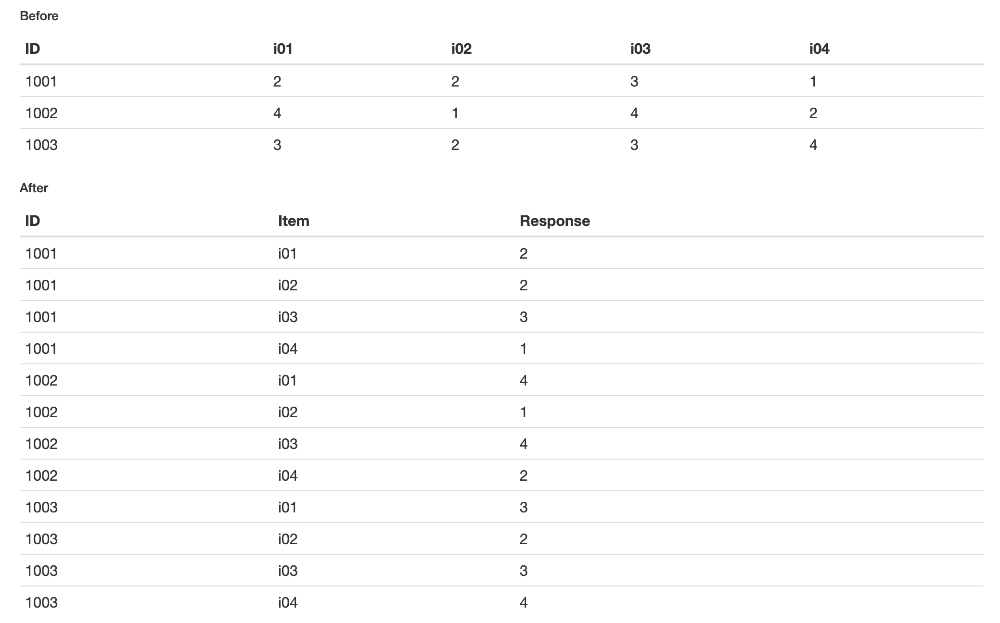 Before
ID i01 i02 i03 i04
1001 2 2 3 1
1002 4 1 4 2
1003 3 2 3 4
After
ID Item Response
1001 i01 2
1001 i02 2
1001 i03 3
1001 i04 1
1002 i01 4
1002 i02 1
1002 i03 4
1002 i04 2
1003 i01 3
1003 i02 2
1003 i03 3
1003 i04 4